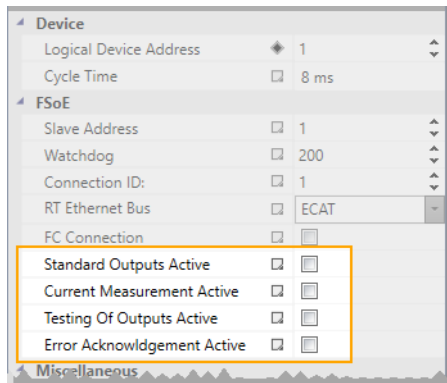 Device
Logical Device Address 1
Cycle Time 8 ms
FSoE
Slave Address 1
Watchdog 200
Connection ID: 1
RT Ethernet Bus ECAT
FC Connection
Standard Outputs Active
Current Measurement Active
Testing Of Outputs Active
Error Acknowldgement Active
Miscellaneous